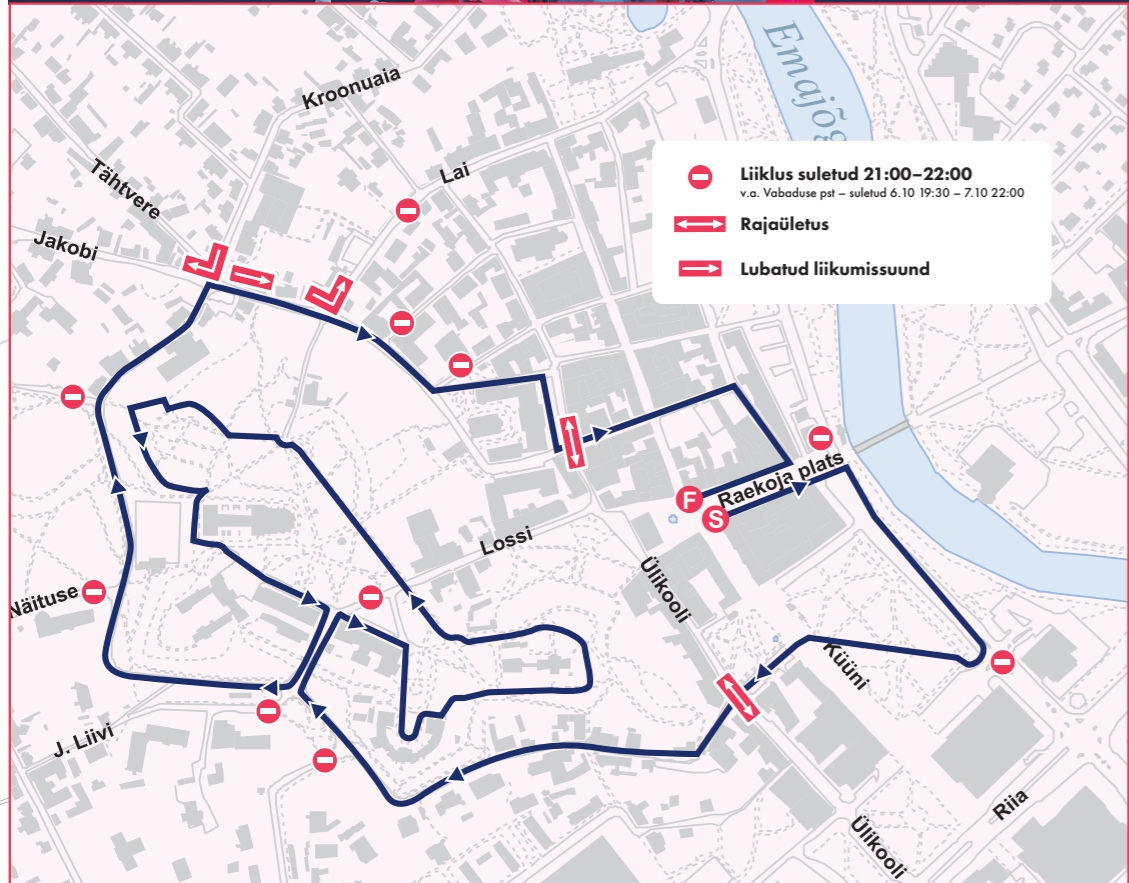 Emajõg
Kroonuaia
Lai
Tähtvere
Jakobi
Liiklus suletud 21:00–22:00
v.a. Vabaduse pst – suletud 6.10 19:30 – 7.10 22:00
Rajaületus
Lubatud liikumissuund
Raekoja plats
F
S
Lossi
Ülikooli
Näituse
Küüni
J. Liivi
Riia
Ülikooli